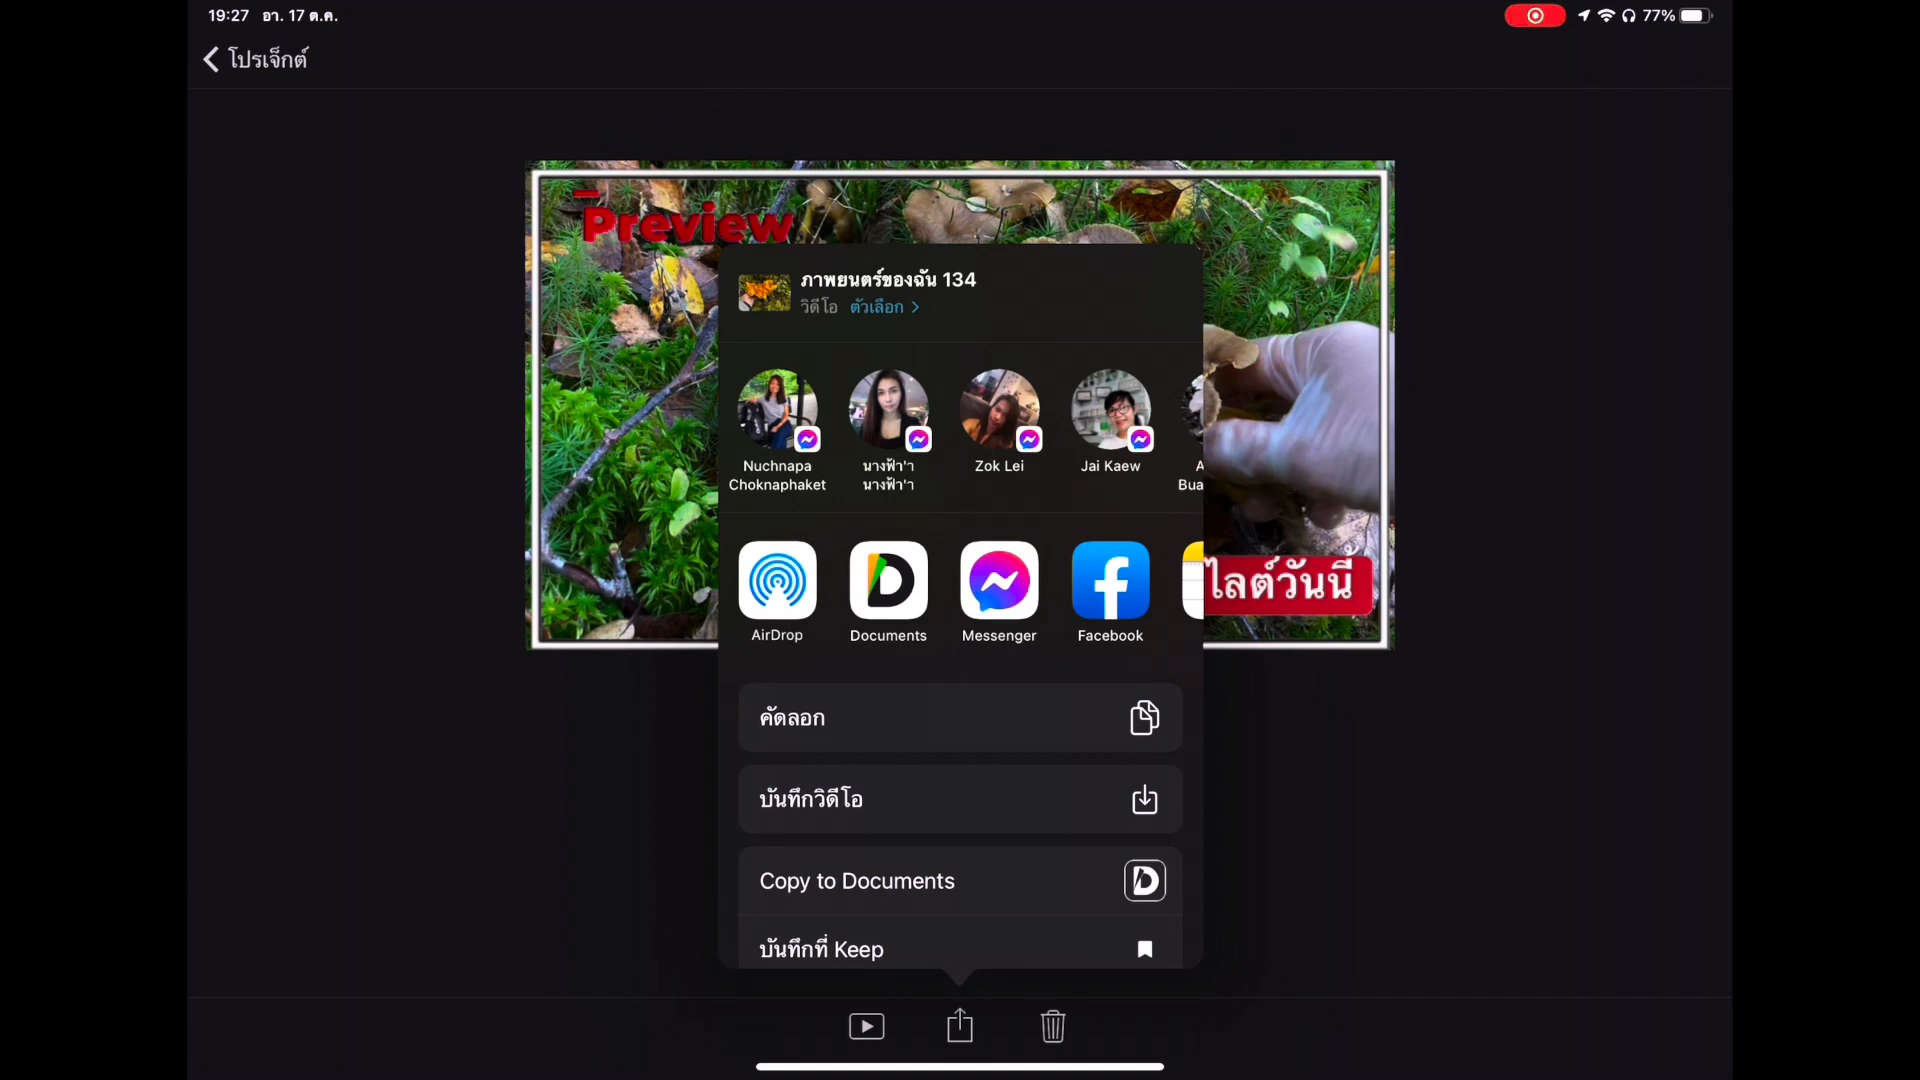 19:27 อา. 17 ต.ค.
77%
โปรเจ็กต์
Preview
ภาพยนตร์ของฉัน 134
วิดีโอ ตัวเลือก
Nuchnapa Choknaphaket
นางฟ้า'า นางฟ้า'า
Zok Lei
Jai Kaew
A
Bua
AirDrop
Documents
Messenger
Facebook
ไลต์วันนี้
คัดลอก
บันทึกวิดีโอ
Copy to Documents
บันทึกที่ Keep